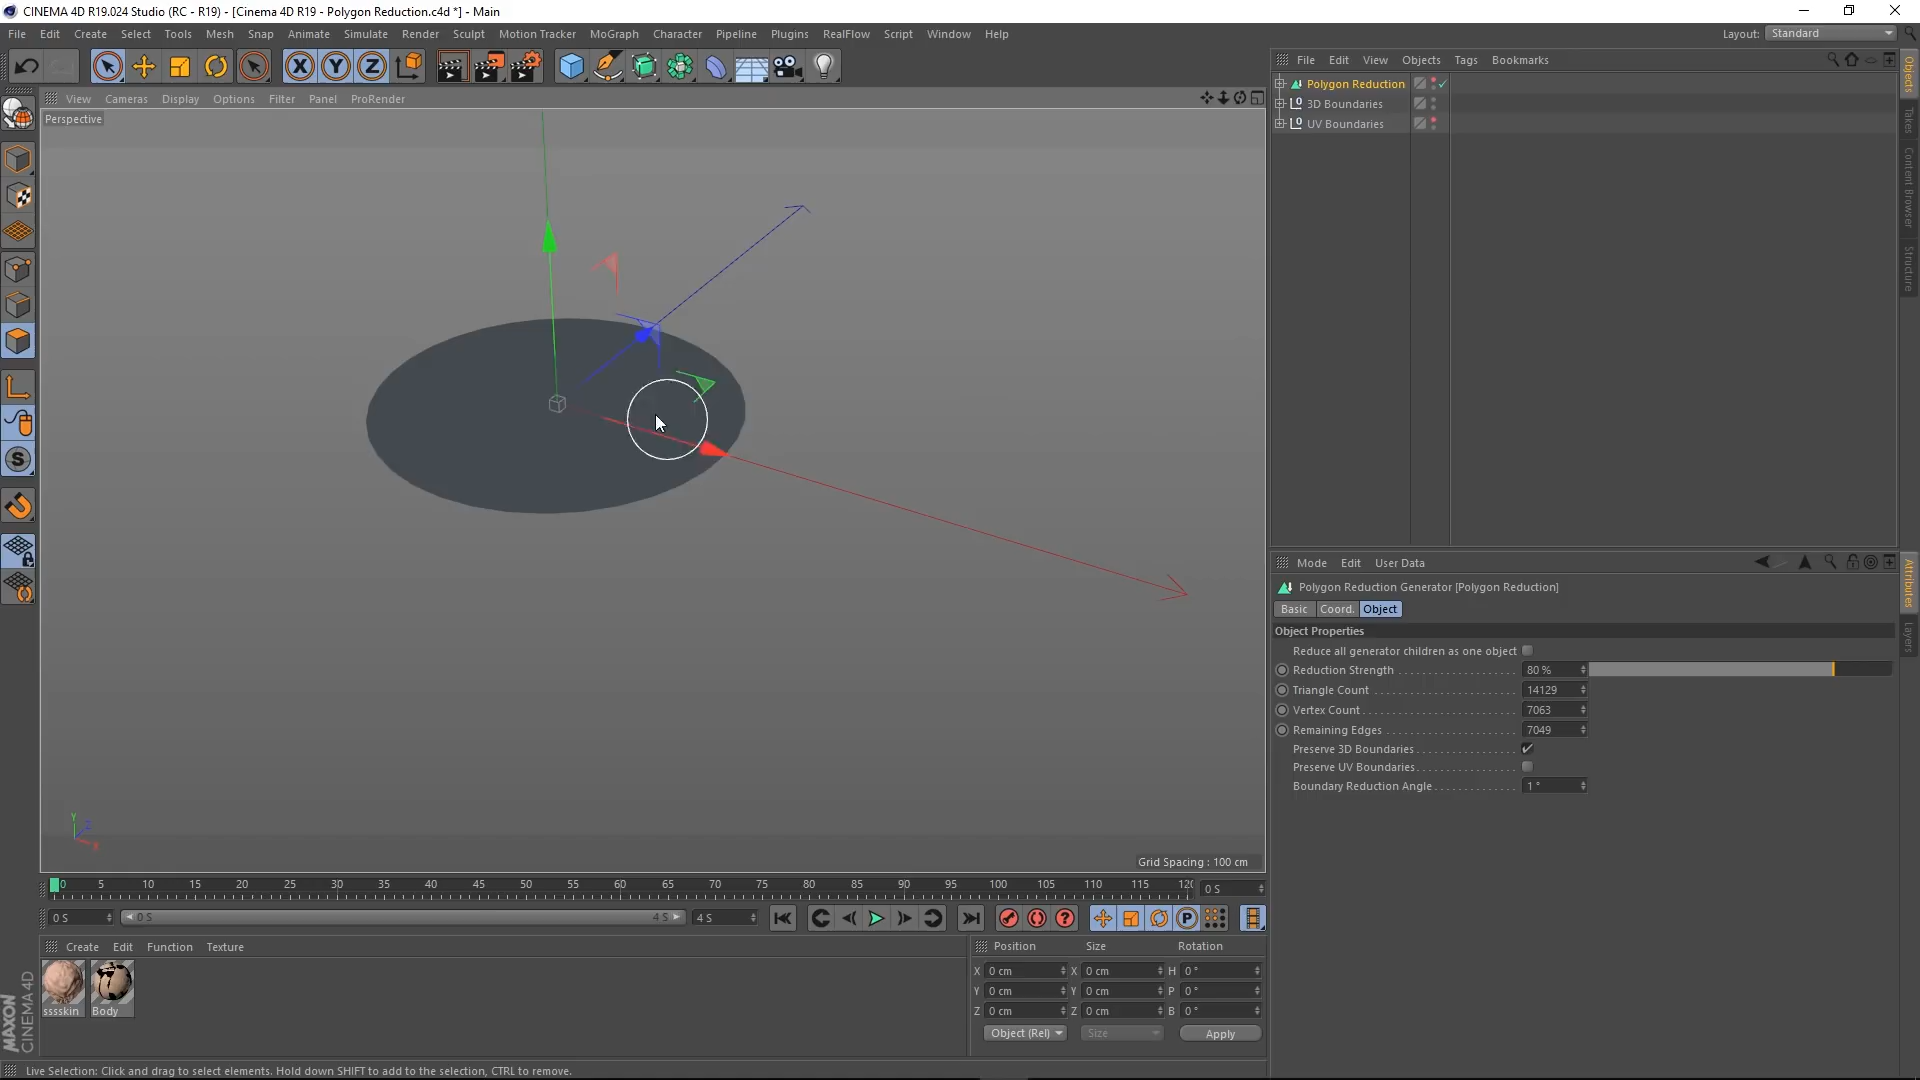 CINEMA 4D R19.024 Studio (RC - R19) - [Cinema 4D R19 - Polygon Reduction.c4d *] - Main
File Edit Create Select Tools Mesh Snap Animate Simulate Render Sculpt Motion Tracker MoGraph Character Pipeline Plugins RealFlow Script Window Help Layout: Standard
X Y Z
View Cameras Display Options Filter Panel ProRender
Perspective
File Edit View Objects Tags Bookmarks
Polygon Reduction
3D Boundaries
UV Boundaries
Objects
Takes
Content Browser
Structure
Y
Z
X
Grid Spacing : 100 cm
Mode Edit User Data
Polygon Reduction Generator [Polygon Reduction]
Basic Coord. Object
Object Properties
Reduce all generator children as one object
Reduction Strength 80 %
Triangle Count 14129
Vertex Count 7063
Remaining Edges 7049
Preserve 3D Boundaries
Preserve UV Boundaries
Boundary Reduction Angle 1 °
Attributes
Layers
0 5 10 15 20 25 30 35 40 45 50 55 60 65 70 75 80 85 90 95 100 105 110 115 120 0 S
0 S 0 S 4 S 4 S
Create Edit Function Texture
sssskin Body
Position Size Rotation
X 0 cm X 0 cm H 0 °
Y 0 cm Y 0 cm P 0 °
Z 0 cm Z 0 cm B 0 °
Object (Rel) Size Apply
MAXON
CINEMA 4D
Live Selection: Click and drag to select elements. Hold down SHIFT to add to the selection, CTRL to remove.